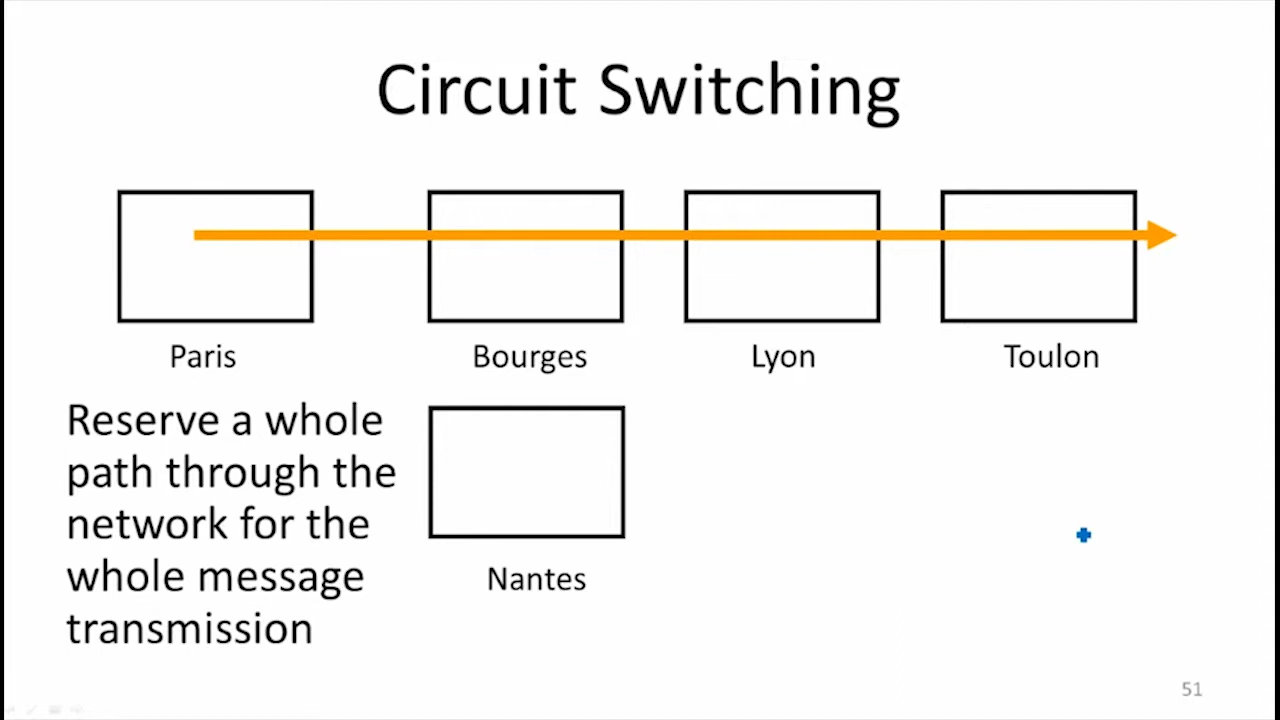 Circuit Switching
Paris
Bourges
Lyon
Toulon
Reserve a whole
path through the
network for the
whole message
transmission
Nantes
51